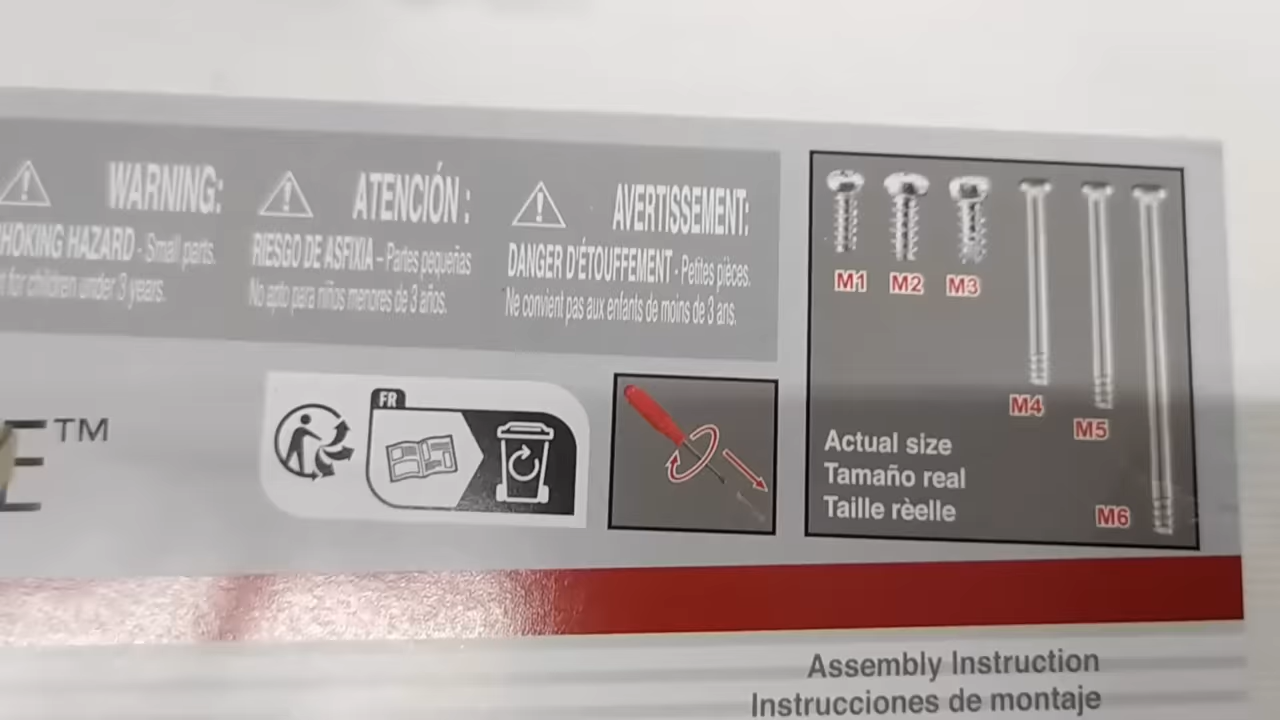 WARNING:
HOKING HAZARD - Small parts.
t for children under 3 years.
ATENCIÓN :
RIESGO DE ASFIXIA – Partes pequeñas
No apto para niños menores de 3 años.
AVERTISSEMENT:
DANGER D'ÉTOUFFEMENT - Petites pièces.
Ne convient pas aux enfants de moins de 3 ans.
M1 M2 M3
M4
M5
M6
Actual size
Tamaño real
Taille rèelle
E™
FR
Assembly Instruction
Instrucciones de montaje